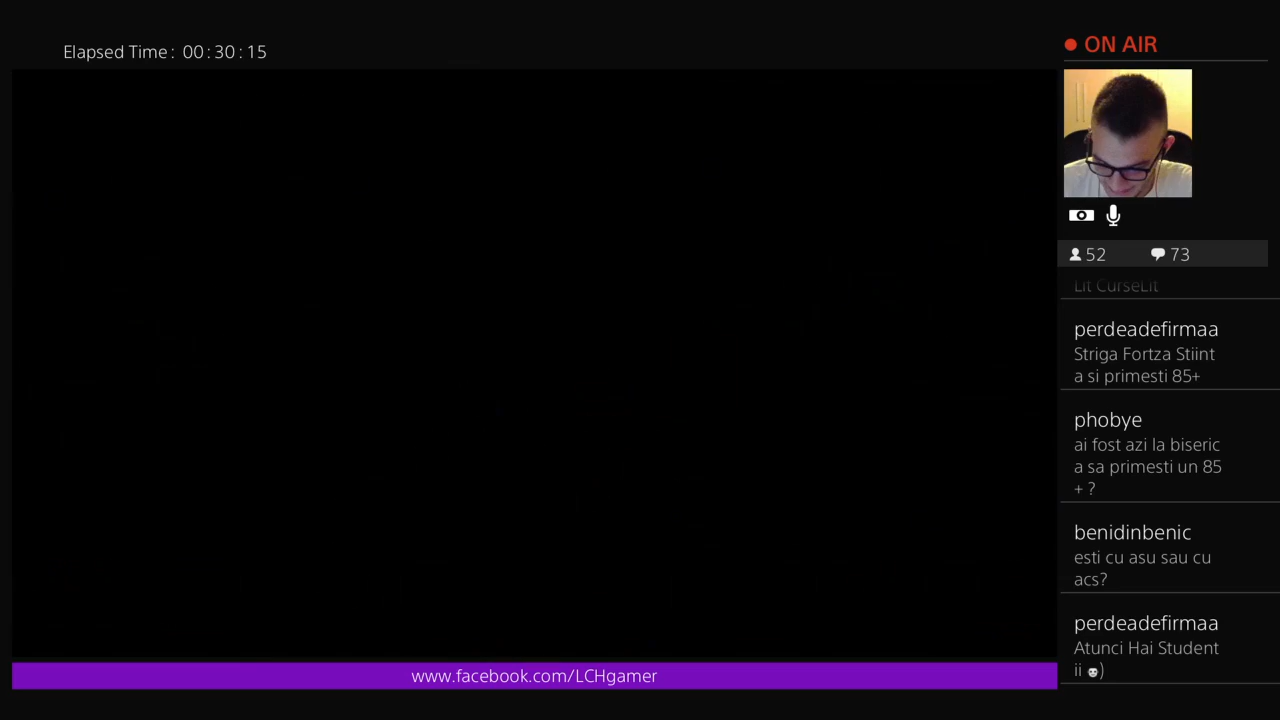 Elapsed Time: 00:30:15
ON AIR
52 73
Lit CurseLit
perdeadefirmaa
Striga Fortza Stiint
a si primesti 85+
phobye
ai fost azi la biseric
a sa primesti un 85
+ ?
benidinbenic
esti cu asu sau cu
acs?
perdeadefirmaa
Atunci Hai Student
ii )
www.facebook.com/LCHgamer